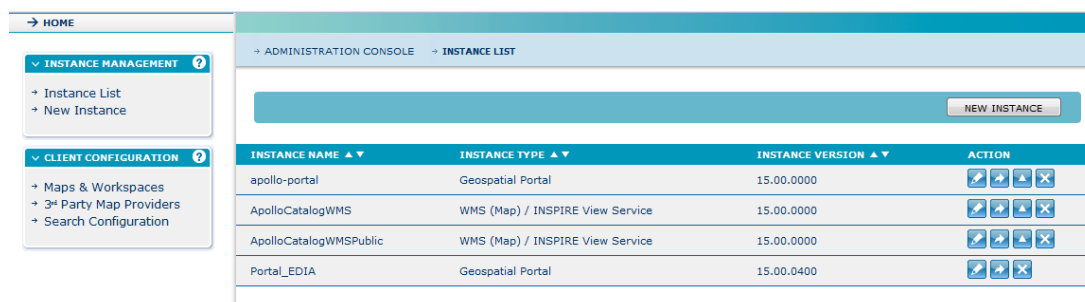 → HOME
INSTANCE MANAGEMENT ?
→ Instance List
→ New Instance
CLIENT CONFIGURATION ?
→ Maps & Workspaces
→ 3rd Party Map Providers
→ Search Configuration
→ ADMINISTRATION CONSOLE → INSTANCE LIST
NEW INSTANCE
INSTANCE NAME ▲▼ INSTANCE TYPE ▲▼ INSTANCE VERSION ▲▼ ACTION
apollo-portal Geospatial Portal 15.00.0000
ApolloCatalogWMS WMS (Map) / INSPIRE View Service 15.00.0000
ApolloCatalogWMSPublic WMS (Map) / INSPIRE View Service 15.00.0000
Portal_EDIA Geospatial Portal 15.00.0400